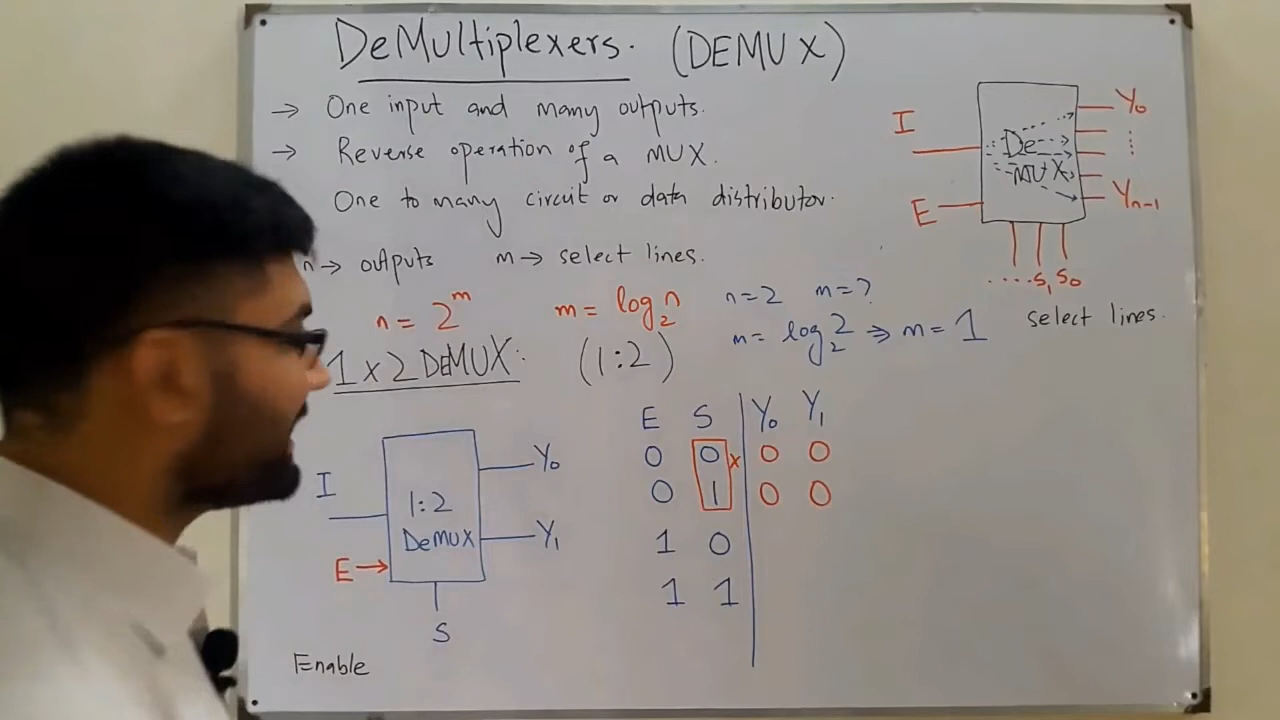 DeMultiplexers. (DEMUX)
→ One input and many outputs.
→ Reverse operation of a MUX.
One to many circuit or data distributor.
n → outputs m → select lines.
n = 2^m m = log₂n n=2 m=?
m = log₂2 ⇒ m = 1
1 x 2 DeMUX. (1:2)
I
E
De
MUX
Y₀
⋮
Yn-1
.... S₁ S₀
select lines.
I
E →
1:2
DeMUX
Y₀
Y₁
S
Enable
E S Y₀ Y₁
0 0 x 0 0
0 1 0 0
1 0
1 1